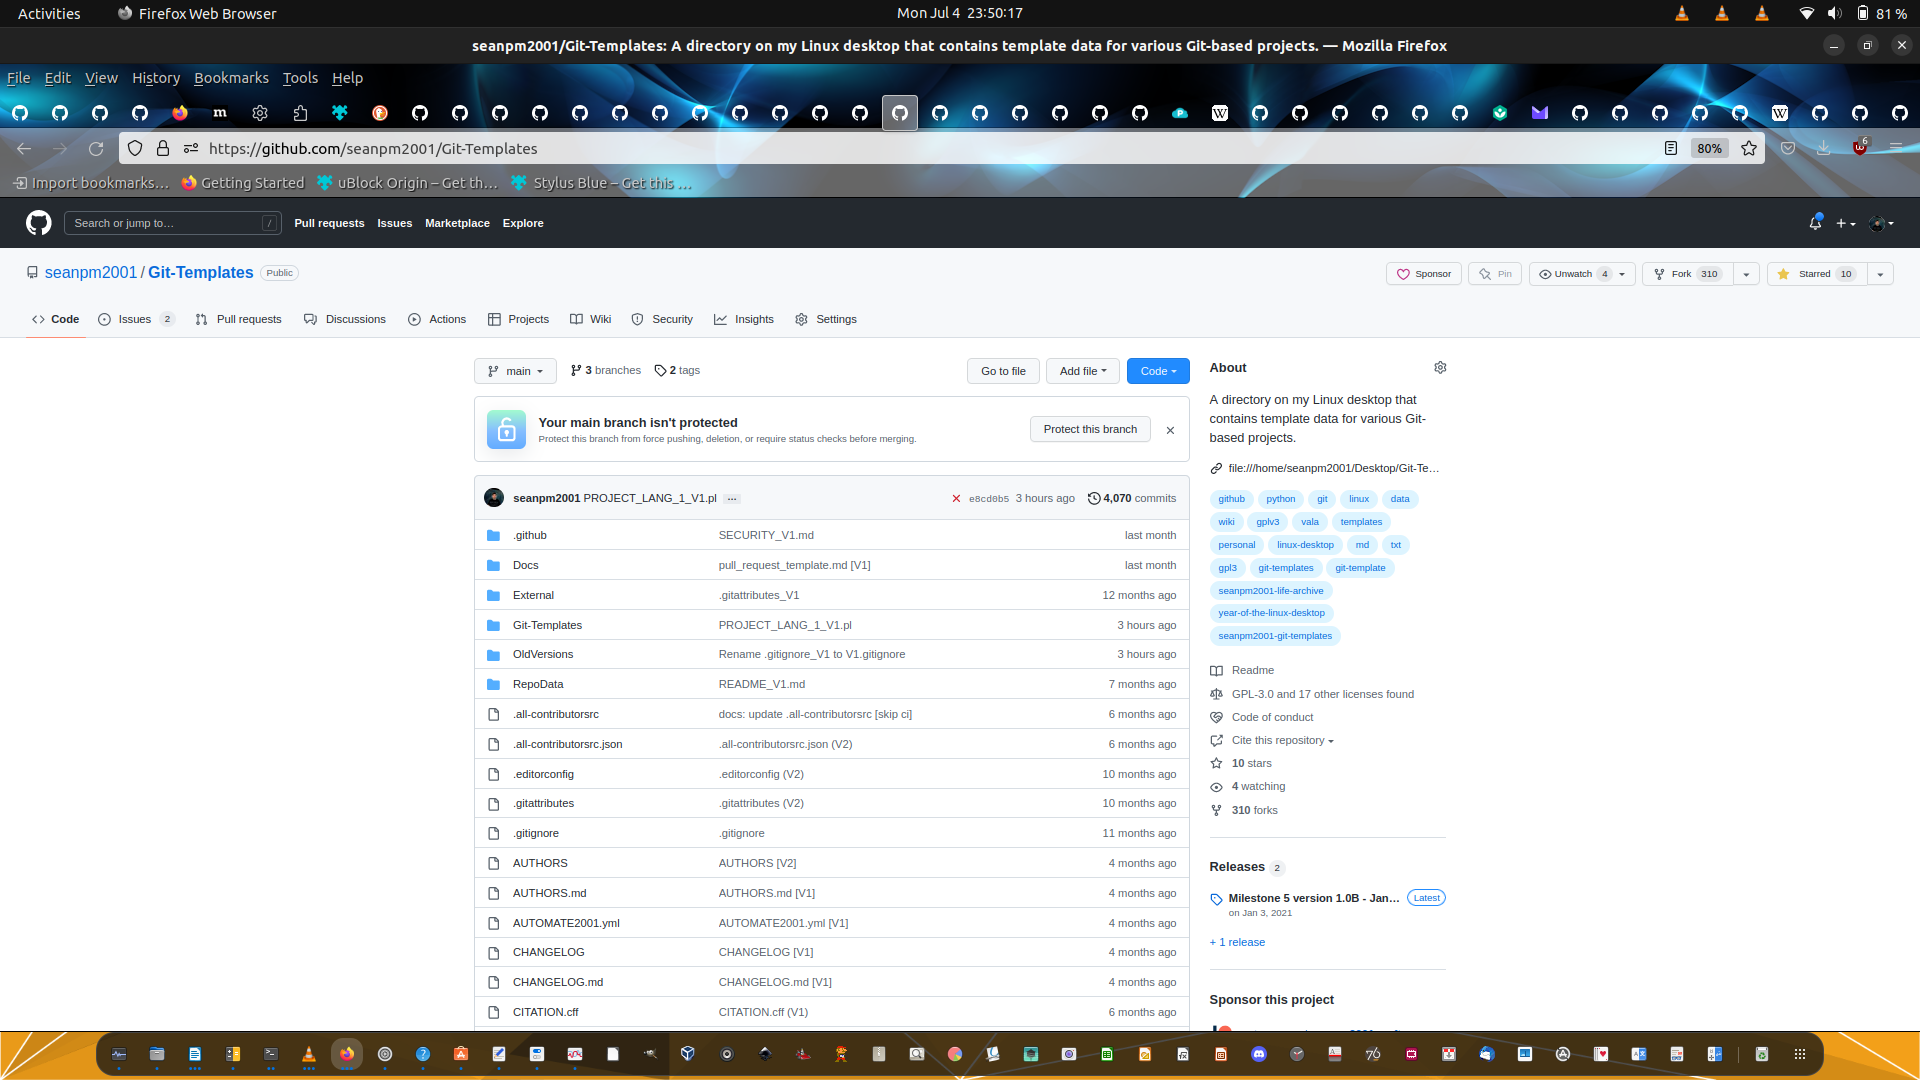 Activities Firefox Web Browser Mon Jul 4 23:50:17 81 %
seanpm2001/Git-Templates: A directory on my Linux desktop that contains template data for various Git-based projects. — Mozilla Firefox
File Edit View History Bookmarks Tools Help
https://github.com/seanpm2001/Git-Templates 80% 6
Import bookmarks… Getting Started uBlock Origin – Get th… Stylus Blue – Get this …
Search or jump to… / Pull requests Issues Marketplace Explore
seanpm2001 / Git-Templates Public Sponsor Pin Unwatch 4 Fork 310 Starred 10
Code Issues 2 Pull requests Discussions Actions Projects Wiki Security Insights Settings
main 3 branches 2 tags Go to file Add file Code
Your main branch isn't protected
Protect this branch from force pushing, deletion, or require status checks before merging.
Protect this branch
seanpm2001 PROJECT_LANG_1_V1.pl ... e8cd0b5 3 hours ago 4,070 commits
.github SECURITY_V1.md last month
Docs pull_request_template.md [V1] last month
External .gitattributes_V1 12 months ago
Git-Templates PROJECT_LANG_1_V1.pl 3 hours ago
OldVersions Rename .gitignore_V1 to V1.gitignore 3 hours ago
RepoData README_V1.md 7 months ago
.all-contributorsrc docs: update .all-contributorsrc [skip ci] 6 months ago
.all-contributorsrc.json .all-contributorsrc.json (V2) 6 months ago
.editorconfig .editorconfig (V2) 10 months ago
.gitattributes .gitattributes (V2) 10 months ago
.gitignore .gitignore 11 months ago
AUTHORS AUTHORS [V2] 4 months ago
AUTHORS.md AUTHORS.md [V1] 4 months ago
AUTOMATE2001.yml AUTOMATE2001.yml [V1] 4 months ago
CHANGELOG CHANGELOG [V1] 4 months ago
CHANGELOG.md CHANGELOG.md [V1] 4 months ago
CITATION.cff CITATION.cff (V1) 6 months ago
About
A directory on my Linux desktop that
contains template data for various Git-
based projects.
file:///home/seanpm2001/Desktop/Git-Te…
github python git linux data
wiki gplv3 vala templates
personal linux-desktop md txt
gpl3 git-templates git-template
seanpm2001-life-archive
year-of-the-linux-desktop
seanpm2001-git-templates
Readme
GPL-3.0 and 17 other licenses found
Code of conduct
Cite this repository
10 stars
4 watching
310 forks
Releases 2
Milestone 5 version 1.0B - Jan… Latest
on Jan 3, 2021
+ 1 release
Sponsor this project